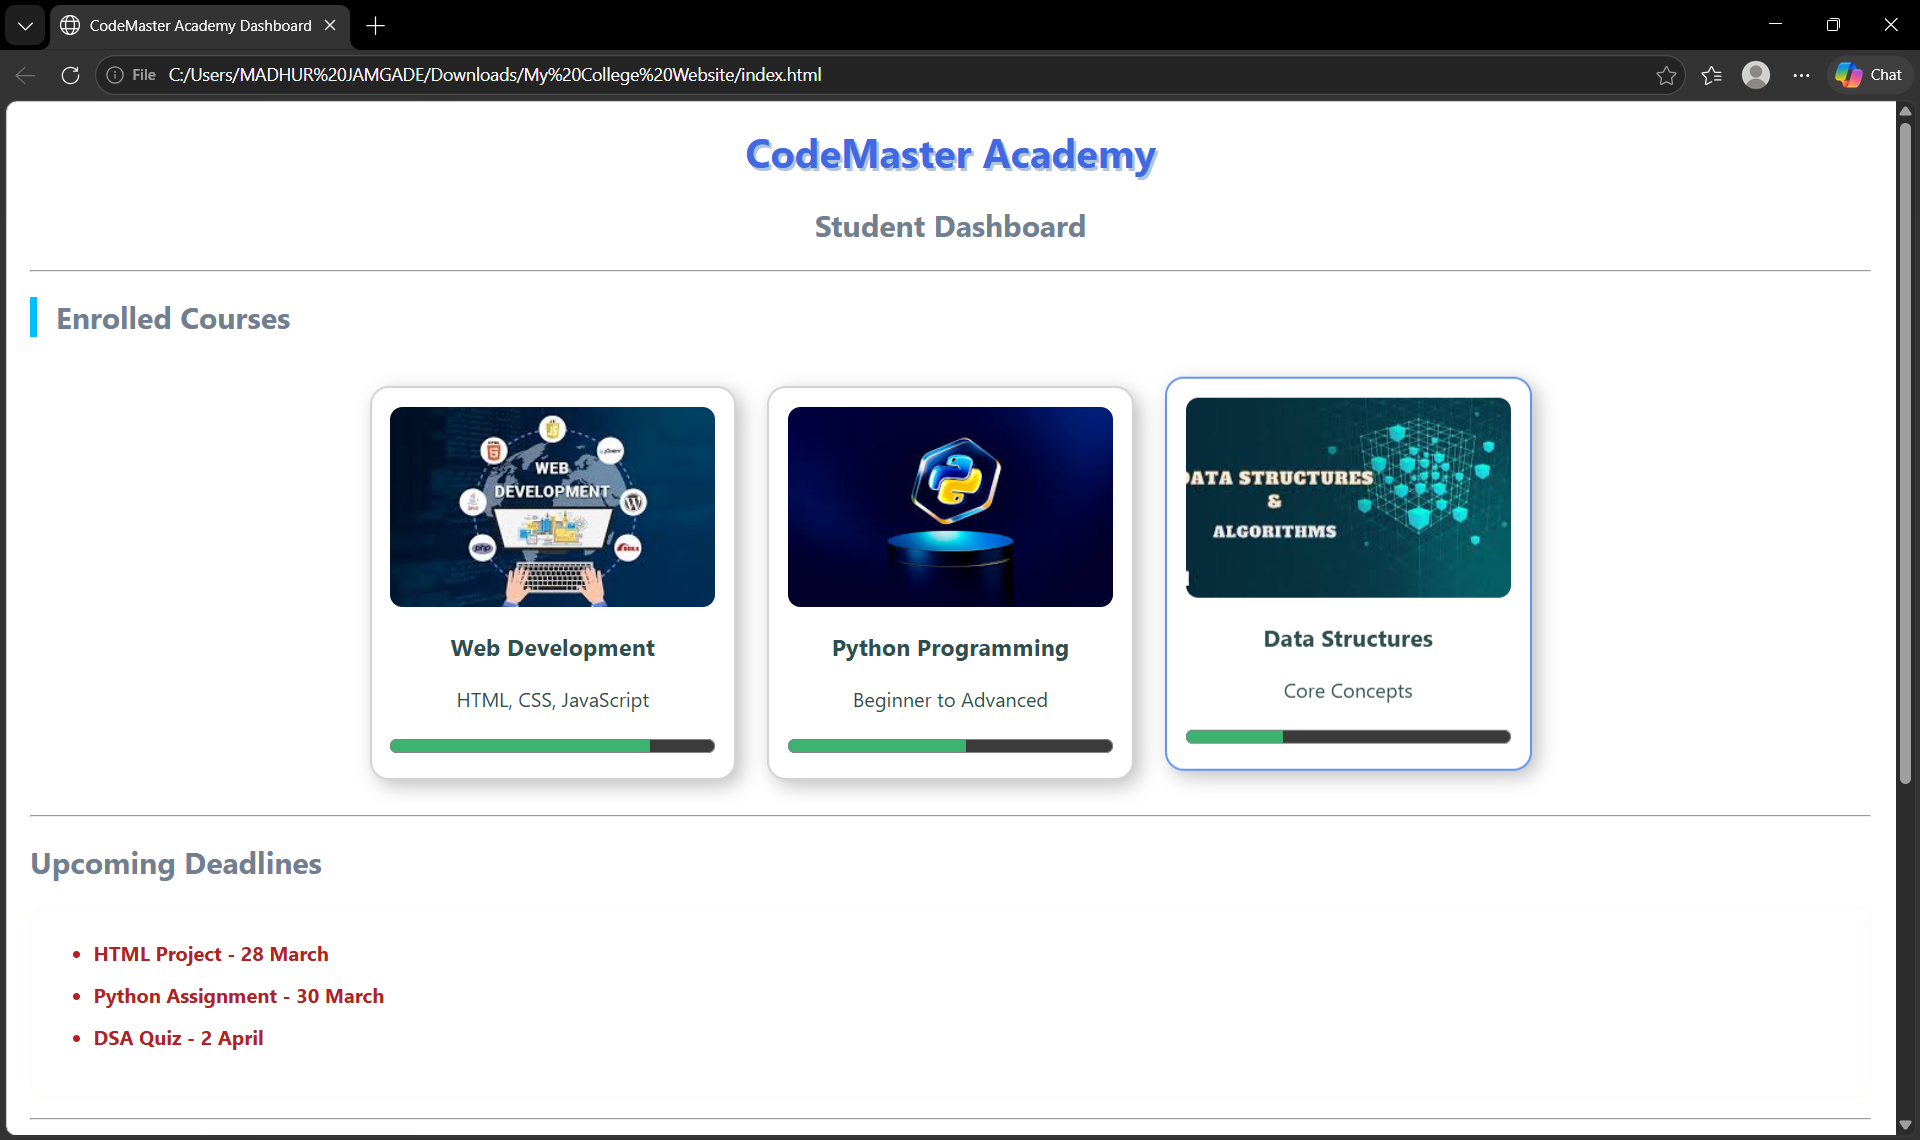 CodeMaster Academy Dashboard
File C:/Users/MADHUR%20JAMGADE/Downloads/My%20College%20Website/index.html
Chat
CodeMaster Academy
Student Dashboard
Enrolled Courses
WEB
DEVELOPMENT
php
Web Development
HTML, CSS, JavaScript
Python Programming
Beginner to Advanced
ATA STRUCTURES
&
ALGORITHMS
Data Structures
Core Concepts
Upcoming Deadlines
• HTML Project - 28 March
• Python Assignment - 30 March
• DSA Quiz - 2 April